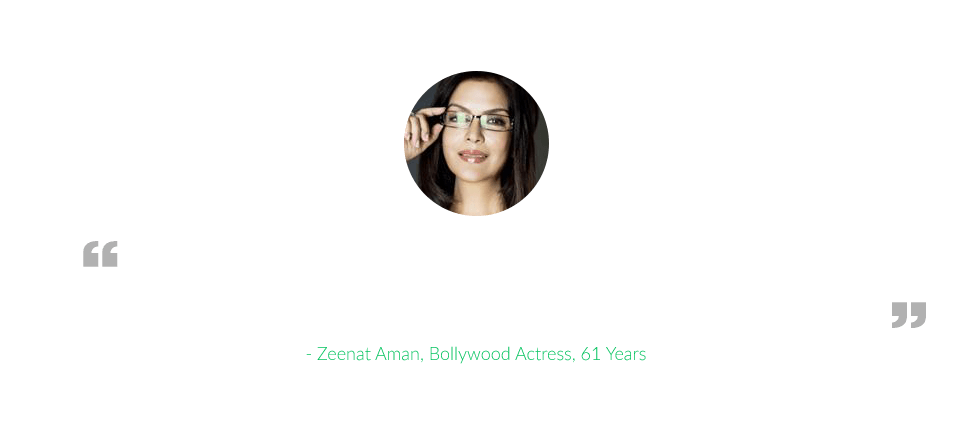 “
”
- Zeenat Aman, Bollywood Actress, 61 Years